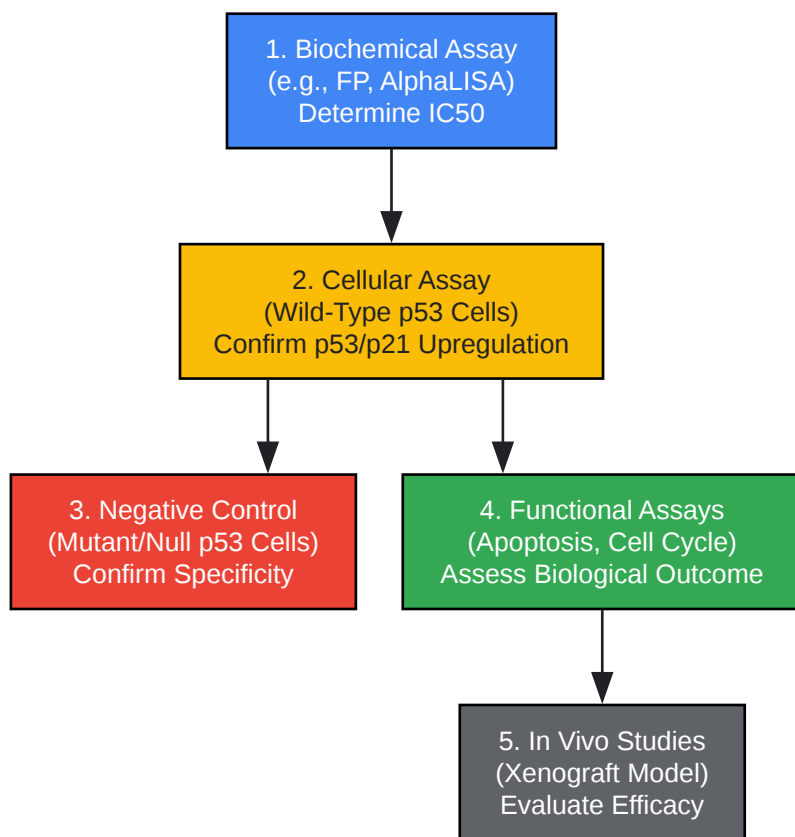 1. Biochemical Assay
(e.g., FP, AlphaLISA)
Determine IC50
2. Cellular Assay
(Wild-Type p53 Cells)
Confirm p53/p21 Upregulation
3. Negative Control
(Mutant/Null p53 Cells)
Confirm Specificity
4. Functional Assays
(Apoptosis, Cell Cycle)
Assess Biological Outcome
5. In Vivo Studies
(Xenograft Model)
Evaluate Efficacy